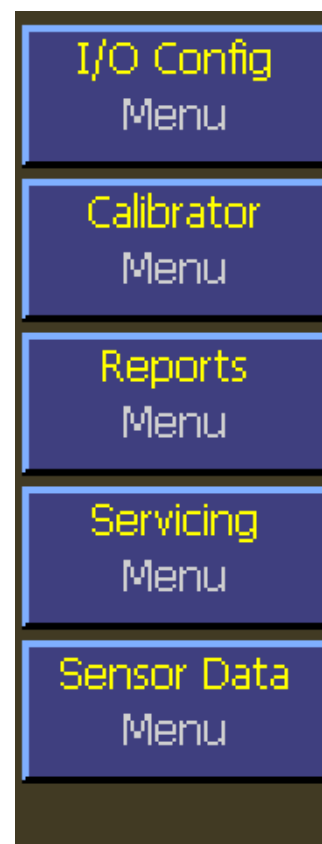 I/O Config
Menu
Calibrator
Menu
Reports
Menu
Servicing
Menu
Sensor Data
Menu